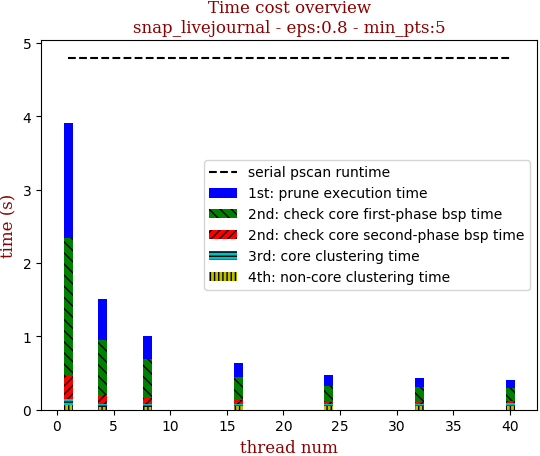 Time cost overview
snap_livejournal - eps:0.8 - min_pts:5
time (s)
5
4
3
2
1
0
serial pscan runtime
1st: prune execution time
2nd: check core first-phase bsp time
2nd: check core second-phase bsp time
3rd: core clustering time
4th: non-core clustering time
0 5 10 15 20 25 30 35 40
thread num